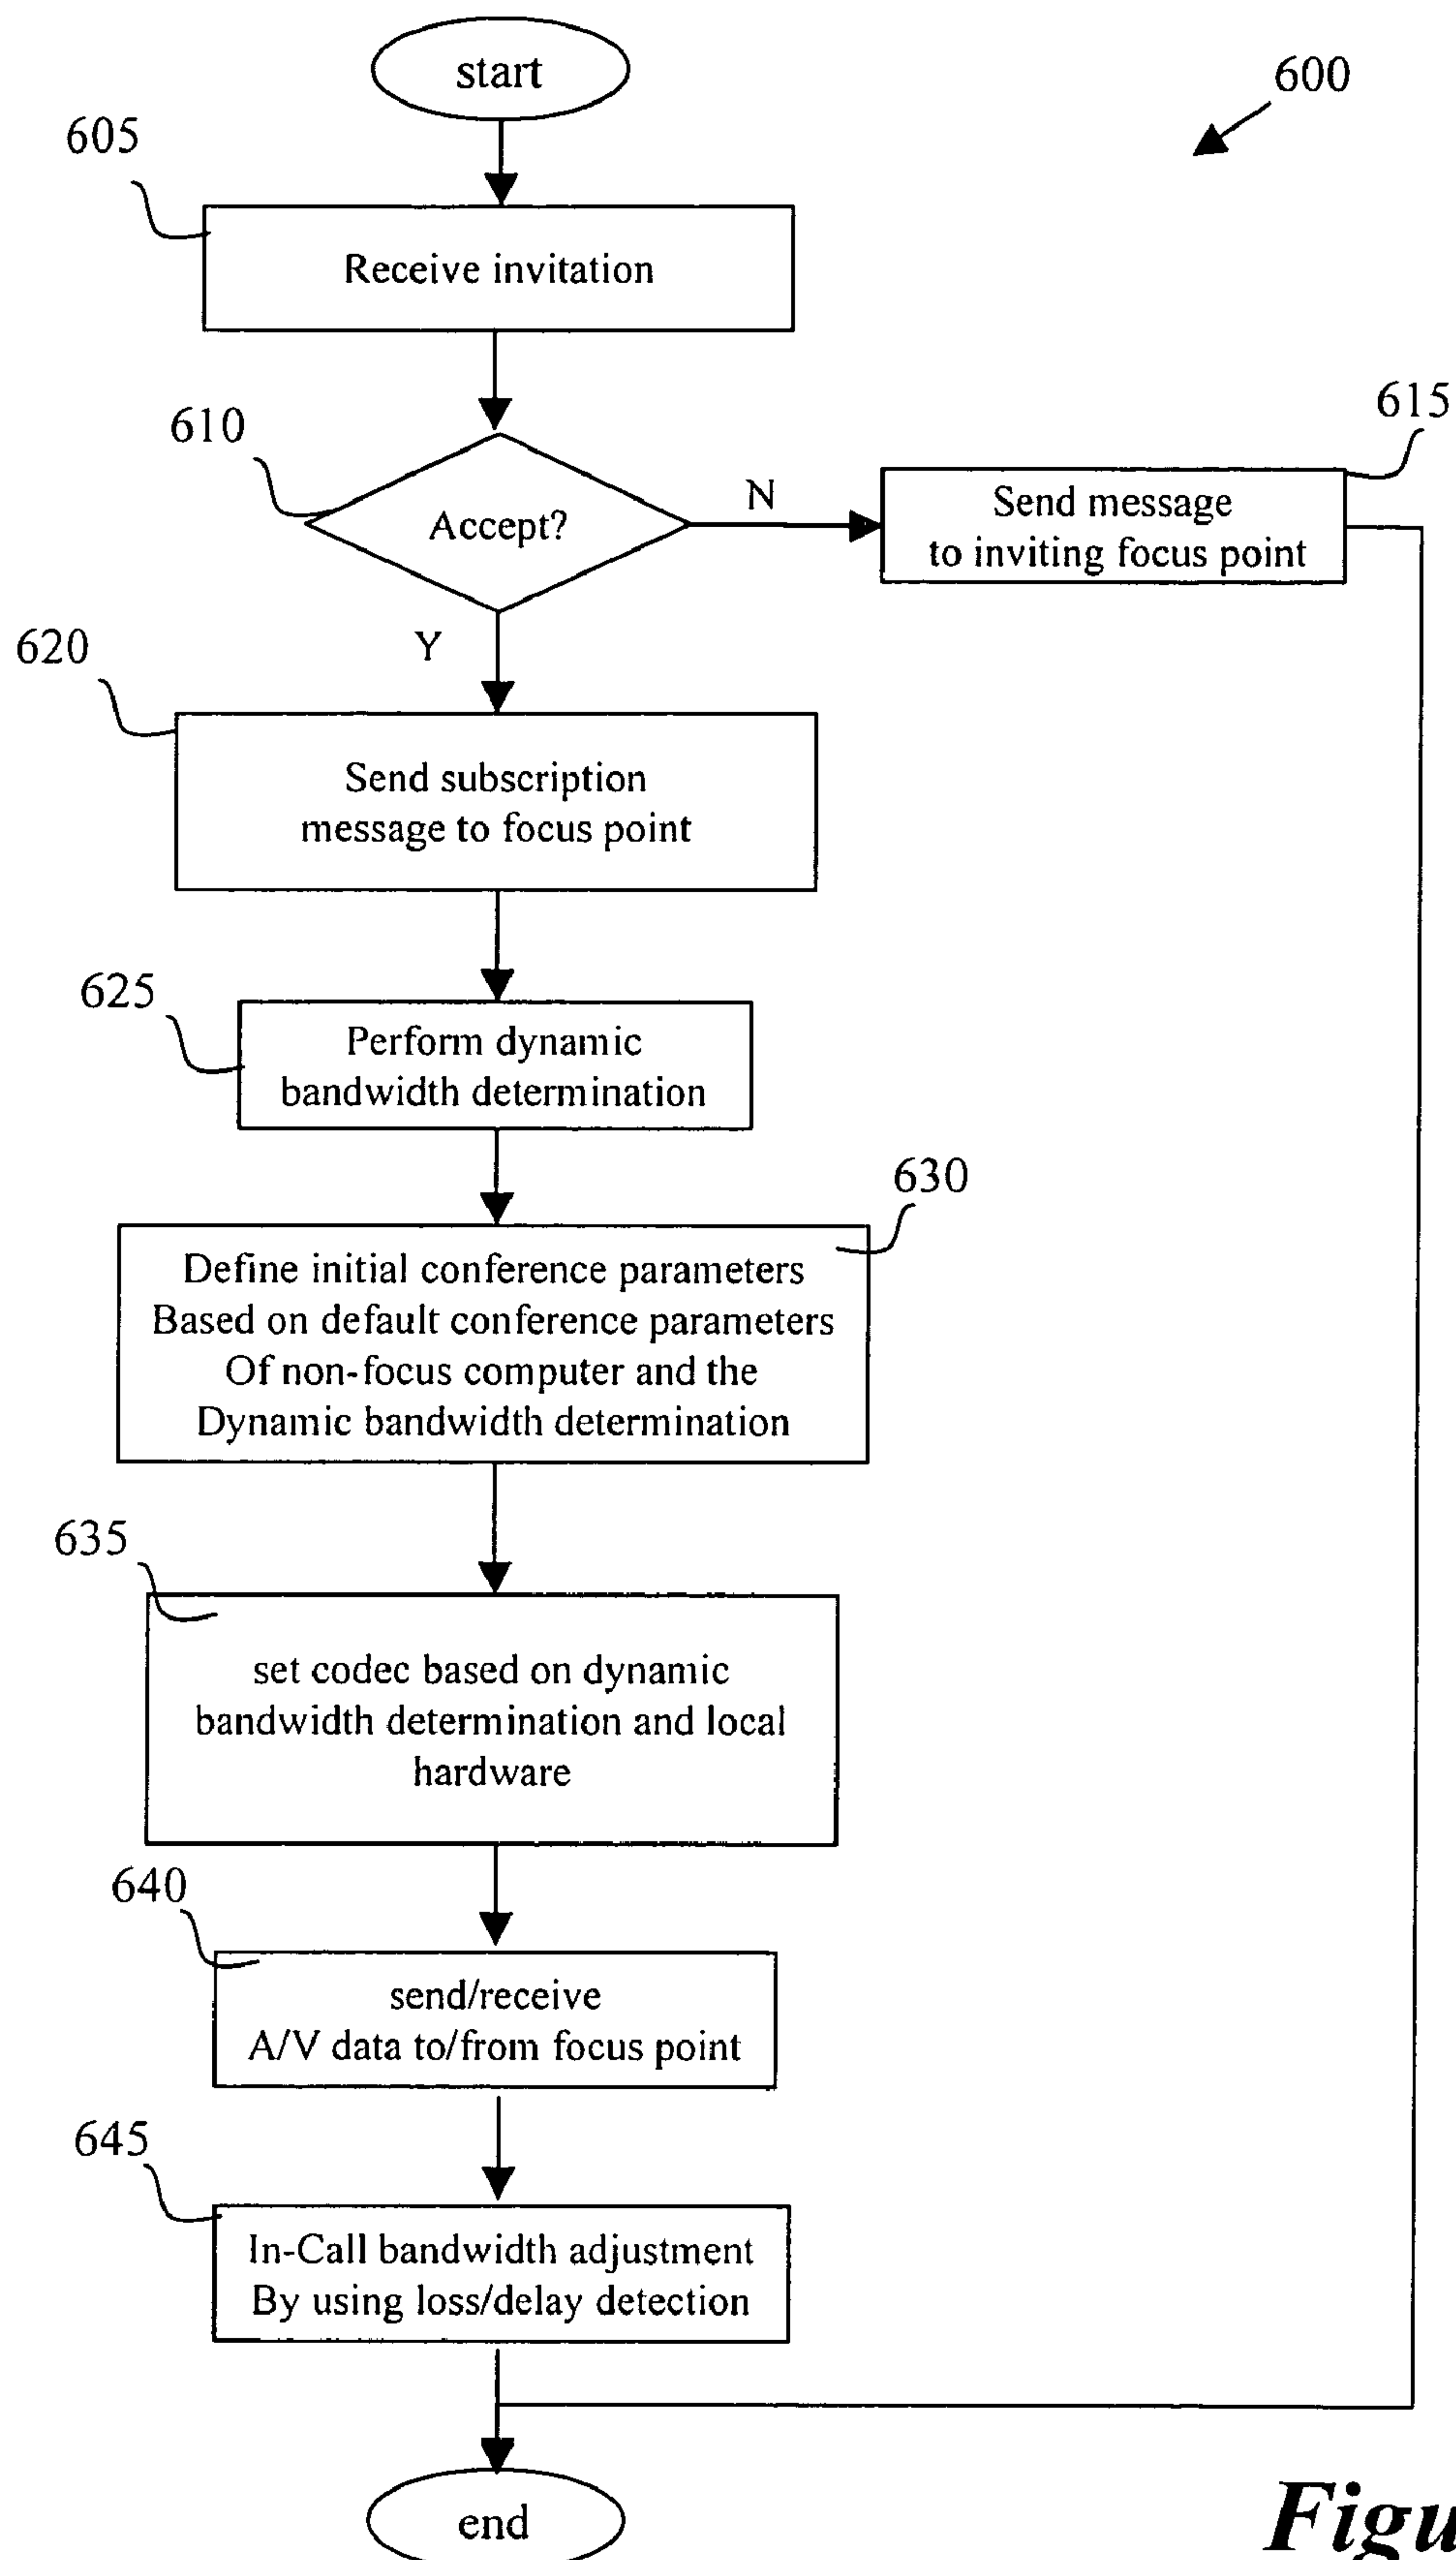 start
600
605
Receive invitation
610
Accept?
N
615
Send message
to inviting focus point
Y
620
Send subscription
message to focus point
625
Perform dynamic
bandwidth determination
630
Define initial conference parameters
Based on default conference parameters
Of non-focus computer and the
Dynamic bandwidth determination
635
set codec based on dynamic
bandwidth determination and local
hardware
640
send/receive
A/V data to/from focus point
645
In-Call bandwidth adjustment
By using loss/delay detection
end